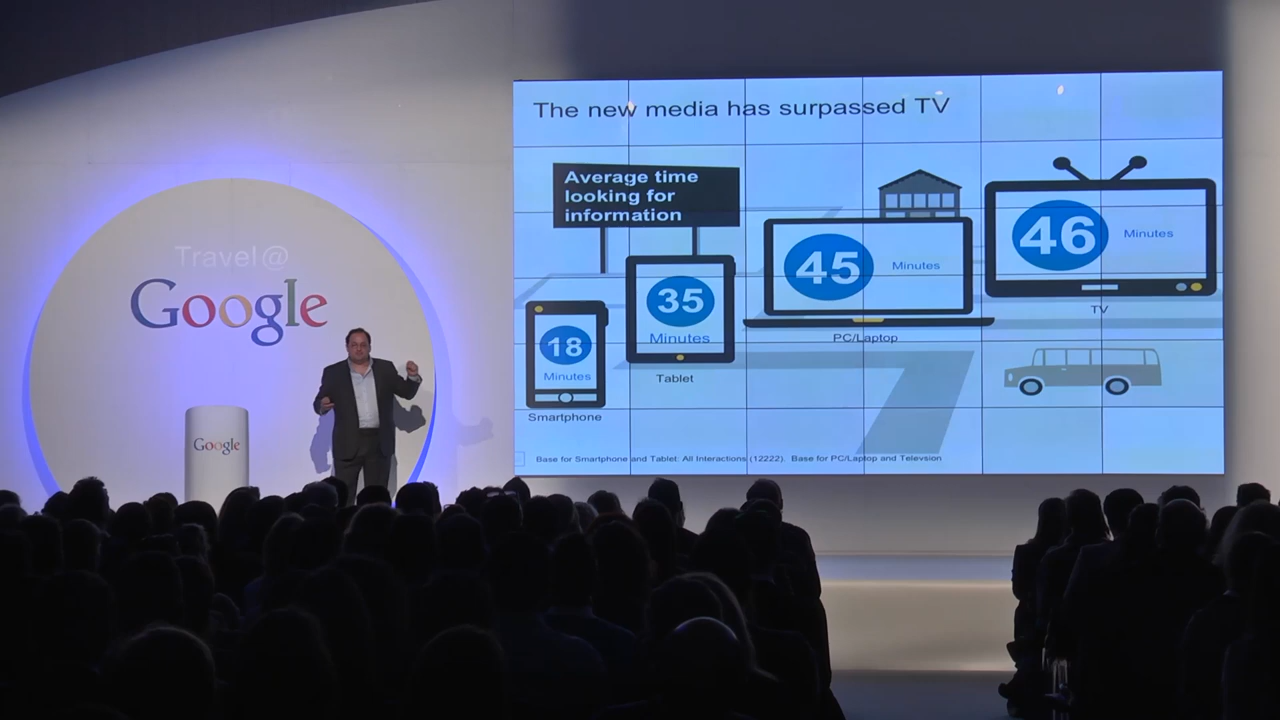 Travel@
Google
Google
The new media has surpassed TV
Average time
looking for
information
18
Minutes
Smartphone
35
Minutes
Tablet
45
Minutes
PC/Laptop
46
Minutes
TV
Base for Smartphone and Tablet: All Interactions (12222). Base for PC/Laptop and Televsion